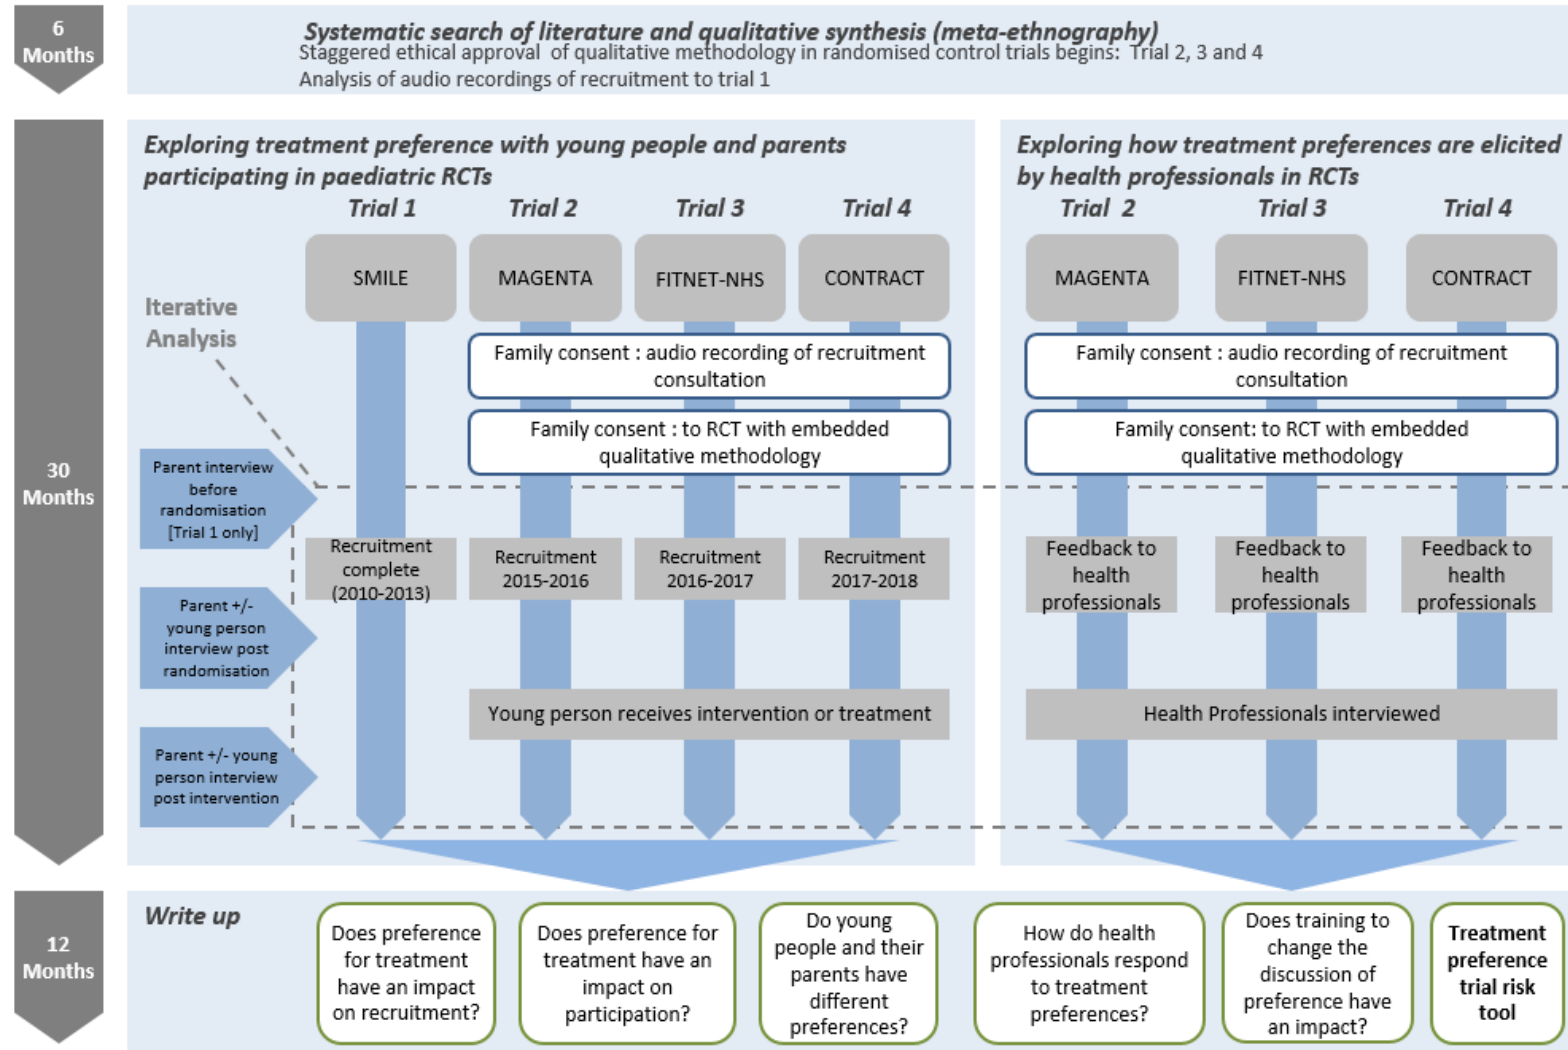 6
Months
Systematic search of literature and qualitative synthesis (meta-ethnography)
Staggered ethical approval of qualitative methodology in randomised control trials begins: Trial 2, 3 and 4
Analysis of audio recordings of recruitment to trial 1
30
Months
Exploring treatment preference with young people and parents
participating in paediatric RCTs
Trial 1
Trial 2
Trial 3
Trial 4
SMILE
MAGENTA
FITNET-NHS
CONTRACT
Iterative
Analysis
Family consent : audio recording of recruitment
consultation
Family consent : to RCT with embedded
qualitative methodology
Parent interview
before
randomisation
[Trial 1 only]
Recruitment
complete
(2010-2013)
Recruitment
2015-2016
Recruitment
2016-2017
Recruitment
2017-2018
Parent +/-
young person
interview post
randomisation
Young person receives intervention or treatment
Parent +/- young
person interview
post intervention
Exploring how treatment preferences are elicited
by health professionals in RCTs
Trial 2
Trial 3
Trial 4
MAGENTA
FITNET-NHS
CONTRACT
Family consent : audio recording of recruitment
consultation
Family consent: to RCT with embedded
qualitative methodology
Feedback to
health
professionals
Feedback to
health
professionals
Feedback to
health
professionals
Health Professionals interviewed
12
Months
Write up
Does preference
for treatment
have an impact
on recruitment?
Does preference for
treatment have an
impact on
participation?
Do young
people and their
parents have
different
preferences?
How do health
professionals respond
to treatment
preferences?
Does training to
change the
discussion of
preference have
an impact?
Treatment
preference
trial risk
tool